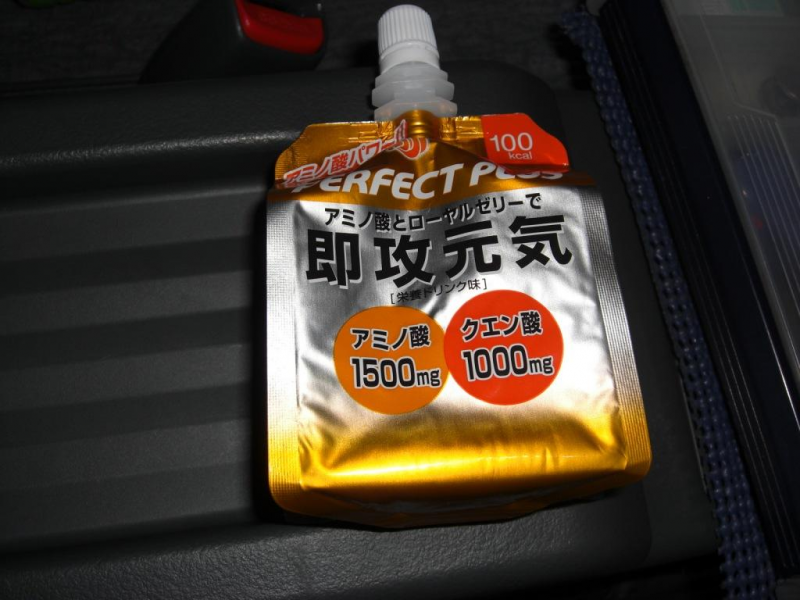 アミノ酸パワー!!
100
kcal
PERFECT PLUS
アミノ酸とローヤルゼリーで
即攻元気
[栄養ドリンク味]
アミノ酸
1500mg
クエン酸
1000mg